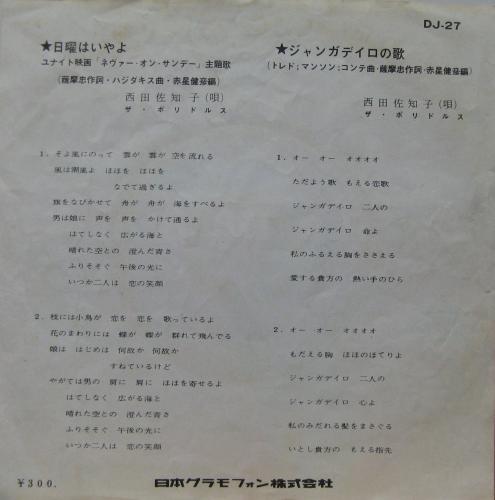 DJ-27
★日曜はいやよ
ユナイト映画「ネヴァー・オン・サンデー」主題歌
(薩摩忠作詞・ハジダキス曲・赤星健彦編)
西田佐知子(唄)
ザ・ポリドルス
1. そよ風にのって 雲が 雲が 空を流れる
風は潮風よ ほほを ほほを
なでて過ぎるよ
旗をなびかせて 舟が 舟が 海をすべるよ
男は娘に 声を 声を かけて通るよ
はてしなく 広がる海と
晴れた空との 澄んだ青さ
ふりそそぐ 午後の光に
いつか二人は 恋の笑顔
2. 枝には小鳥が 恋を 恋を 歌っているよ
花のまわりには 蝶が 蝶が 群れて飛んでる
娘は はじめは 何故か 何故か
すねているけど
やがては男の 肩に 肩に ほほを寄せるよ
はてしなく 広がる海と
晴れた空との 澄んだ青さ
ふりそそぐ 午後の光に
いつか二人は 恋の笑顔
★ジャンガデイロの歌
(トレド;マンソン;コンテ曲・薩摩忠作詞・赤星健彦編)
西田佐知子(唄)
ザ・ポリドルス
1. オー オー オオオオ
ただよう歌 もえる恋歌
ジャンガデイロ 二人の
ジャンガデイロ 命よ
私のふるえる胸をささえる
愛する貴方の 熱い手のひら
2. オー オー オオオオ
もだえる胸 ほほのほてりよ
ジャンガデイロ 二人の
ジャンガデイロ 心よ
私のみだれる髪をまさぐる
いとし貴方の もえる指先
¥300.
日本グラモフォン株式会社